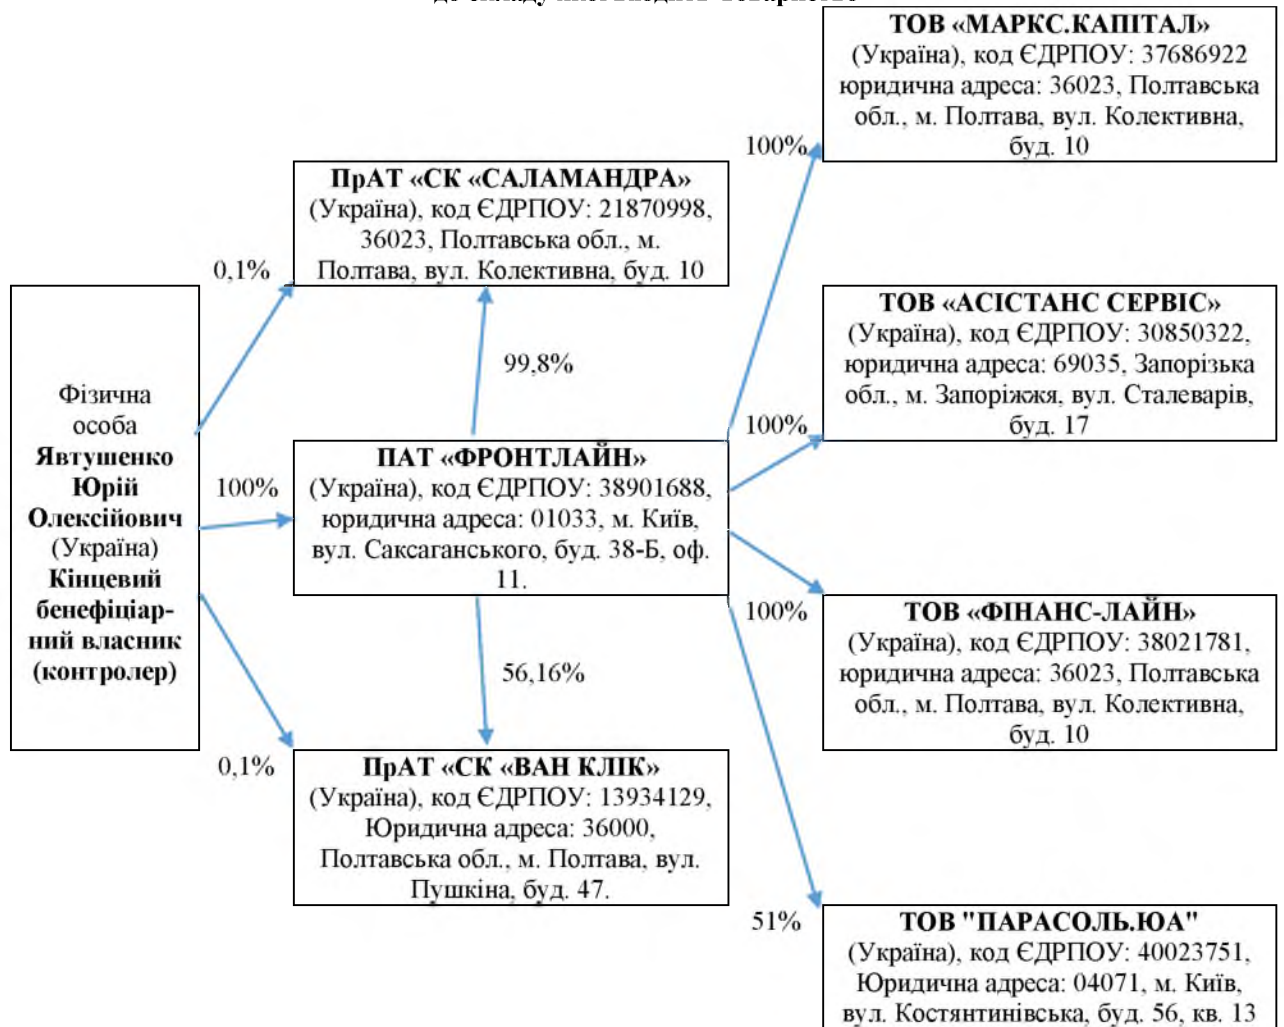 до складу якої входить Товариство
ТОВ «МАРКС.КАПІТАЛ»
(Україна), код ЄДРПОУ: 37686922
юридична адреса: 36023, Полтавська
обл., м. Полтава, вул. Колективна,
буд. 10
100%
ПрАТ «СК «САЛАМАНДРА»
(Україна), код ЄДРПОУ: 21870998,
36023, Полтавська обл., м.
Полтава, вул. Колективна, буд. 10
0,1%
ТОВ «АСІСТАНС СЕРВІС»
(Україна), код ЄДРПОУ: 30850322,
юридична адреса: 69035, Запорізька
обл., м. Запоріжжя, вул. Сталеварів,
буд. 17
99,8%
100%
Фізична
особа
Явтушенко
Юрій
Олексійович
(Україна)
Кінцевий
бенефіціар-
ний власник
(контролер)
100%
ПАТ «ФРОНТЛАЙН»
(Україна), код ЄДРПОУ: 38901688,
юридична адреса: 01033, м. Київ,
вул. Саксаганського, буд. 38-Б, оф.
11.
100%
ТОВ «ФІНАНС-ЛАЙН»
(Україна), код ЄДРПОУ: 38021781,
юридична адреса: 36023, Полтавська
обл., м. Полтава, вул. Колективна,
буд. 10
56,16%
0,1%
ПрАТ «СК «ВАН КЛІК»
(Україна), код ЄДРПОУ: 13934129,
Юридична адреса: 36000,
Полтавська обл., м. Полтава, вул.
Пушкіна, буд. 47.
51%
ТОВ "ПАРАСОЛЬ.ЮА"
(Україна), код ЄДРПОУ: 40023751,
Юридична адреса: 04071, м. Київ,
вул. Костянтинівська, буд. 56, кв. 13